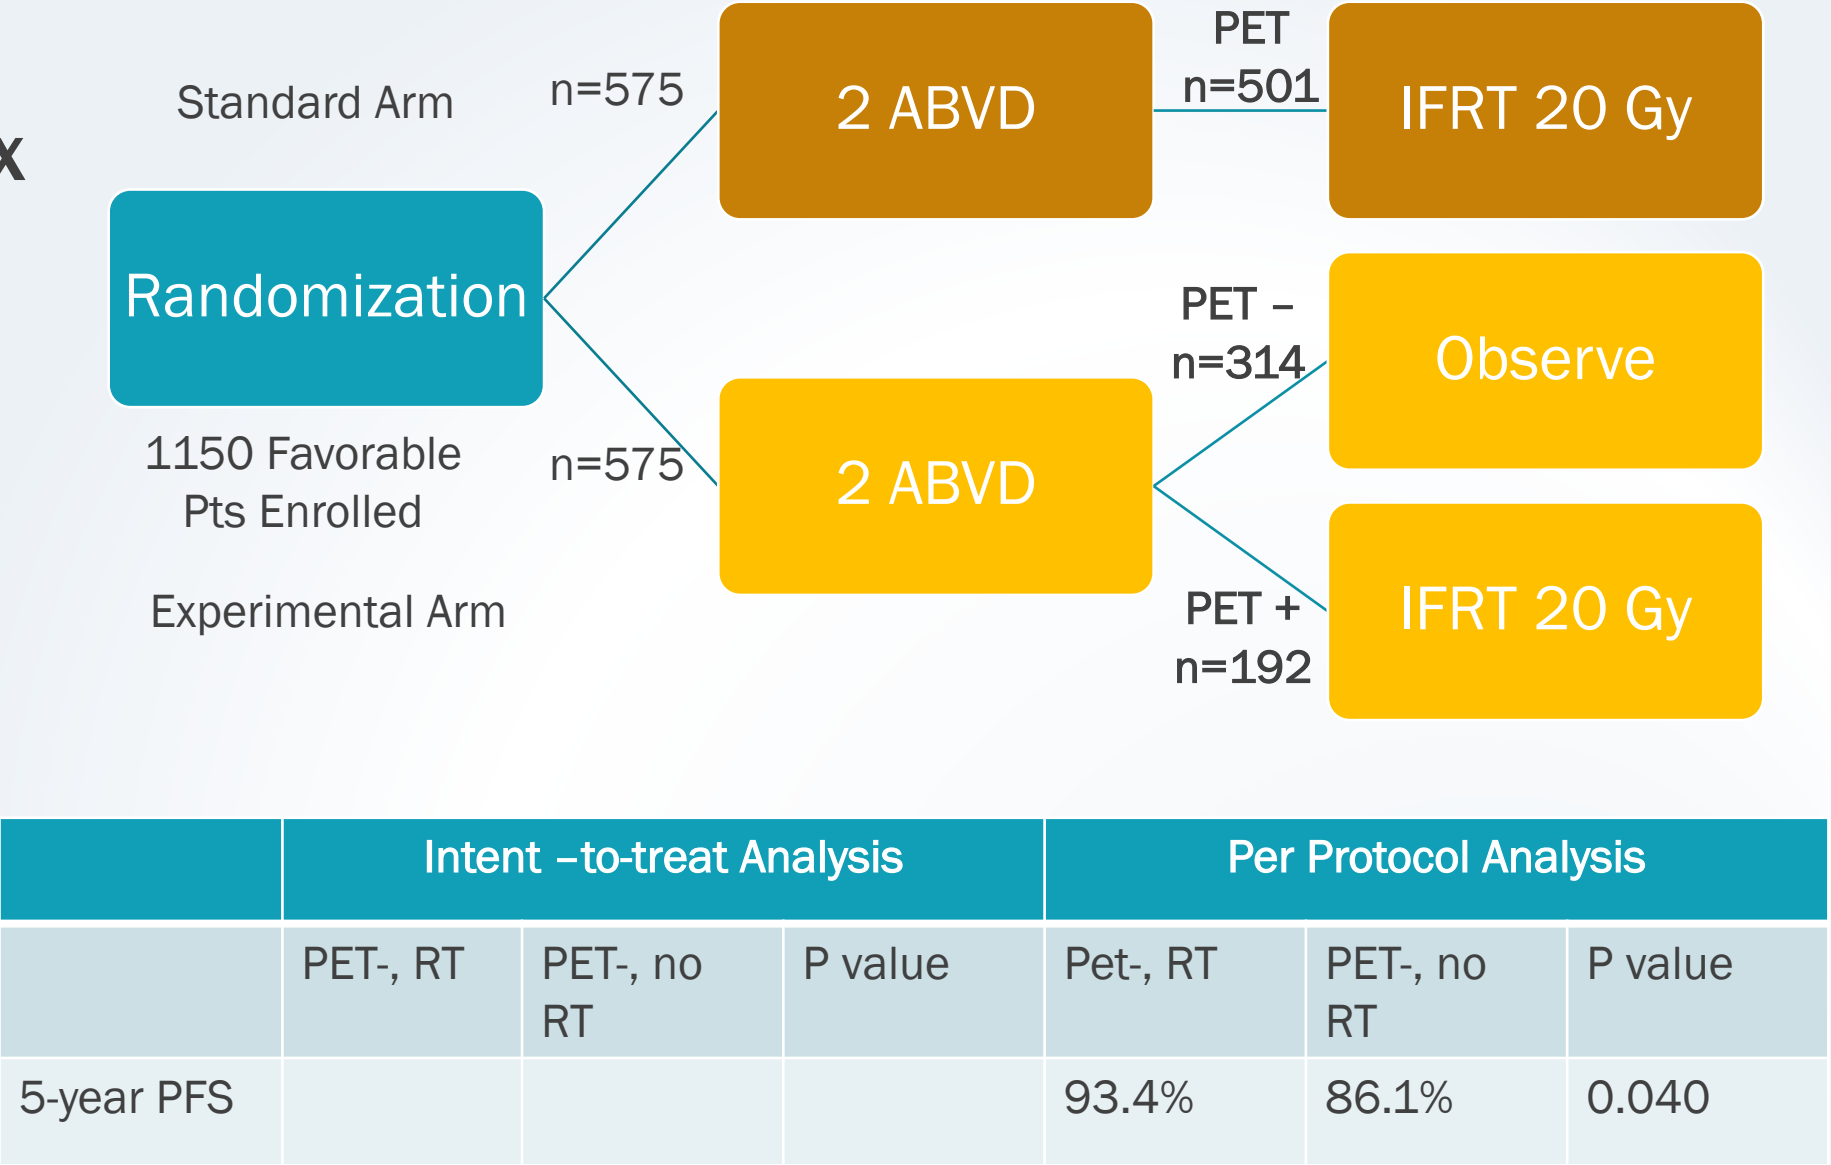 x
Standard Arm
n=575
2 ABVD
PET
n=501
IFRT 20 Gy
Randomization
1150 Favorable
Pts Enrolled
n=575
2 ABVD
PET –
n=314
Observe
PET +
n=192
IFRT 20 Gy
Experimental Arm
Intent –to-treat Analysis
Per Protocol Analysis
PET-, RT
PET-, no
RT
P value
Pet-, RT
PET-, no
RT
P value
5-year PFS
93.4%
86.1%
0.040